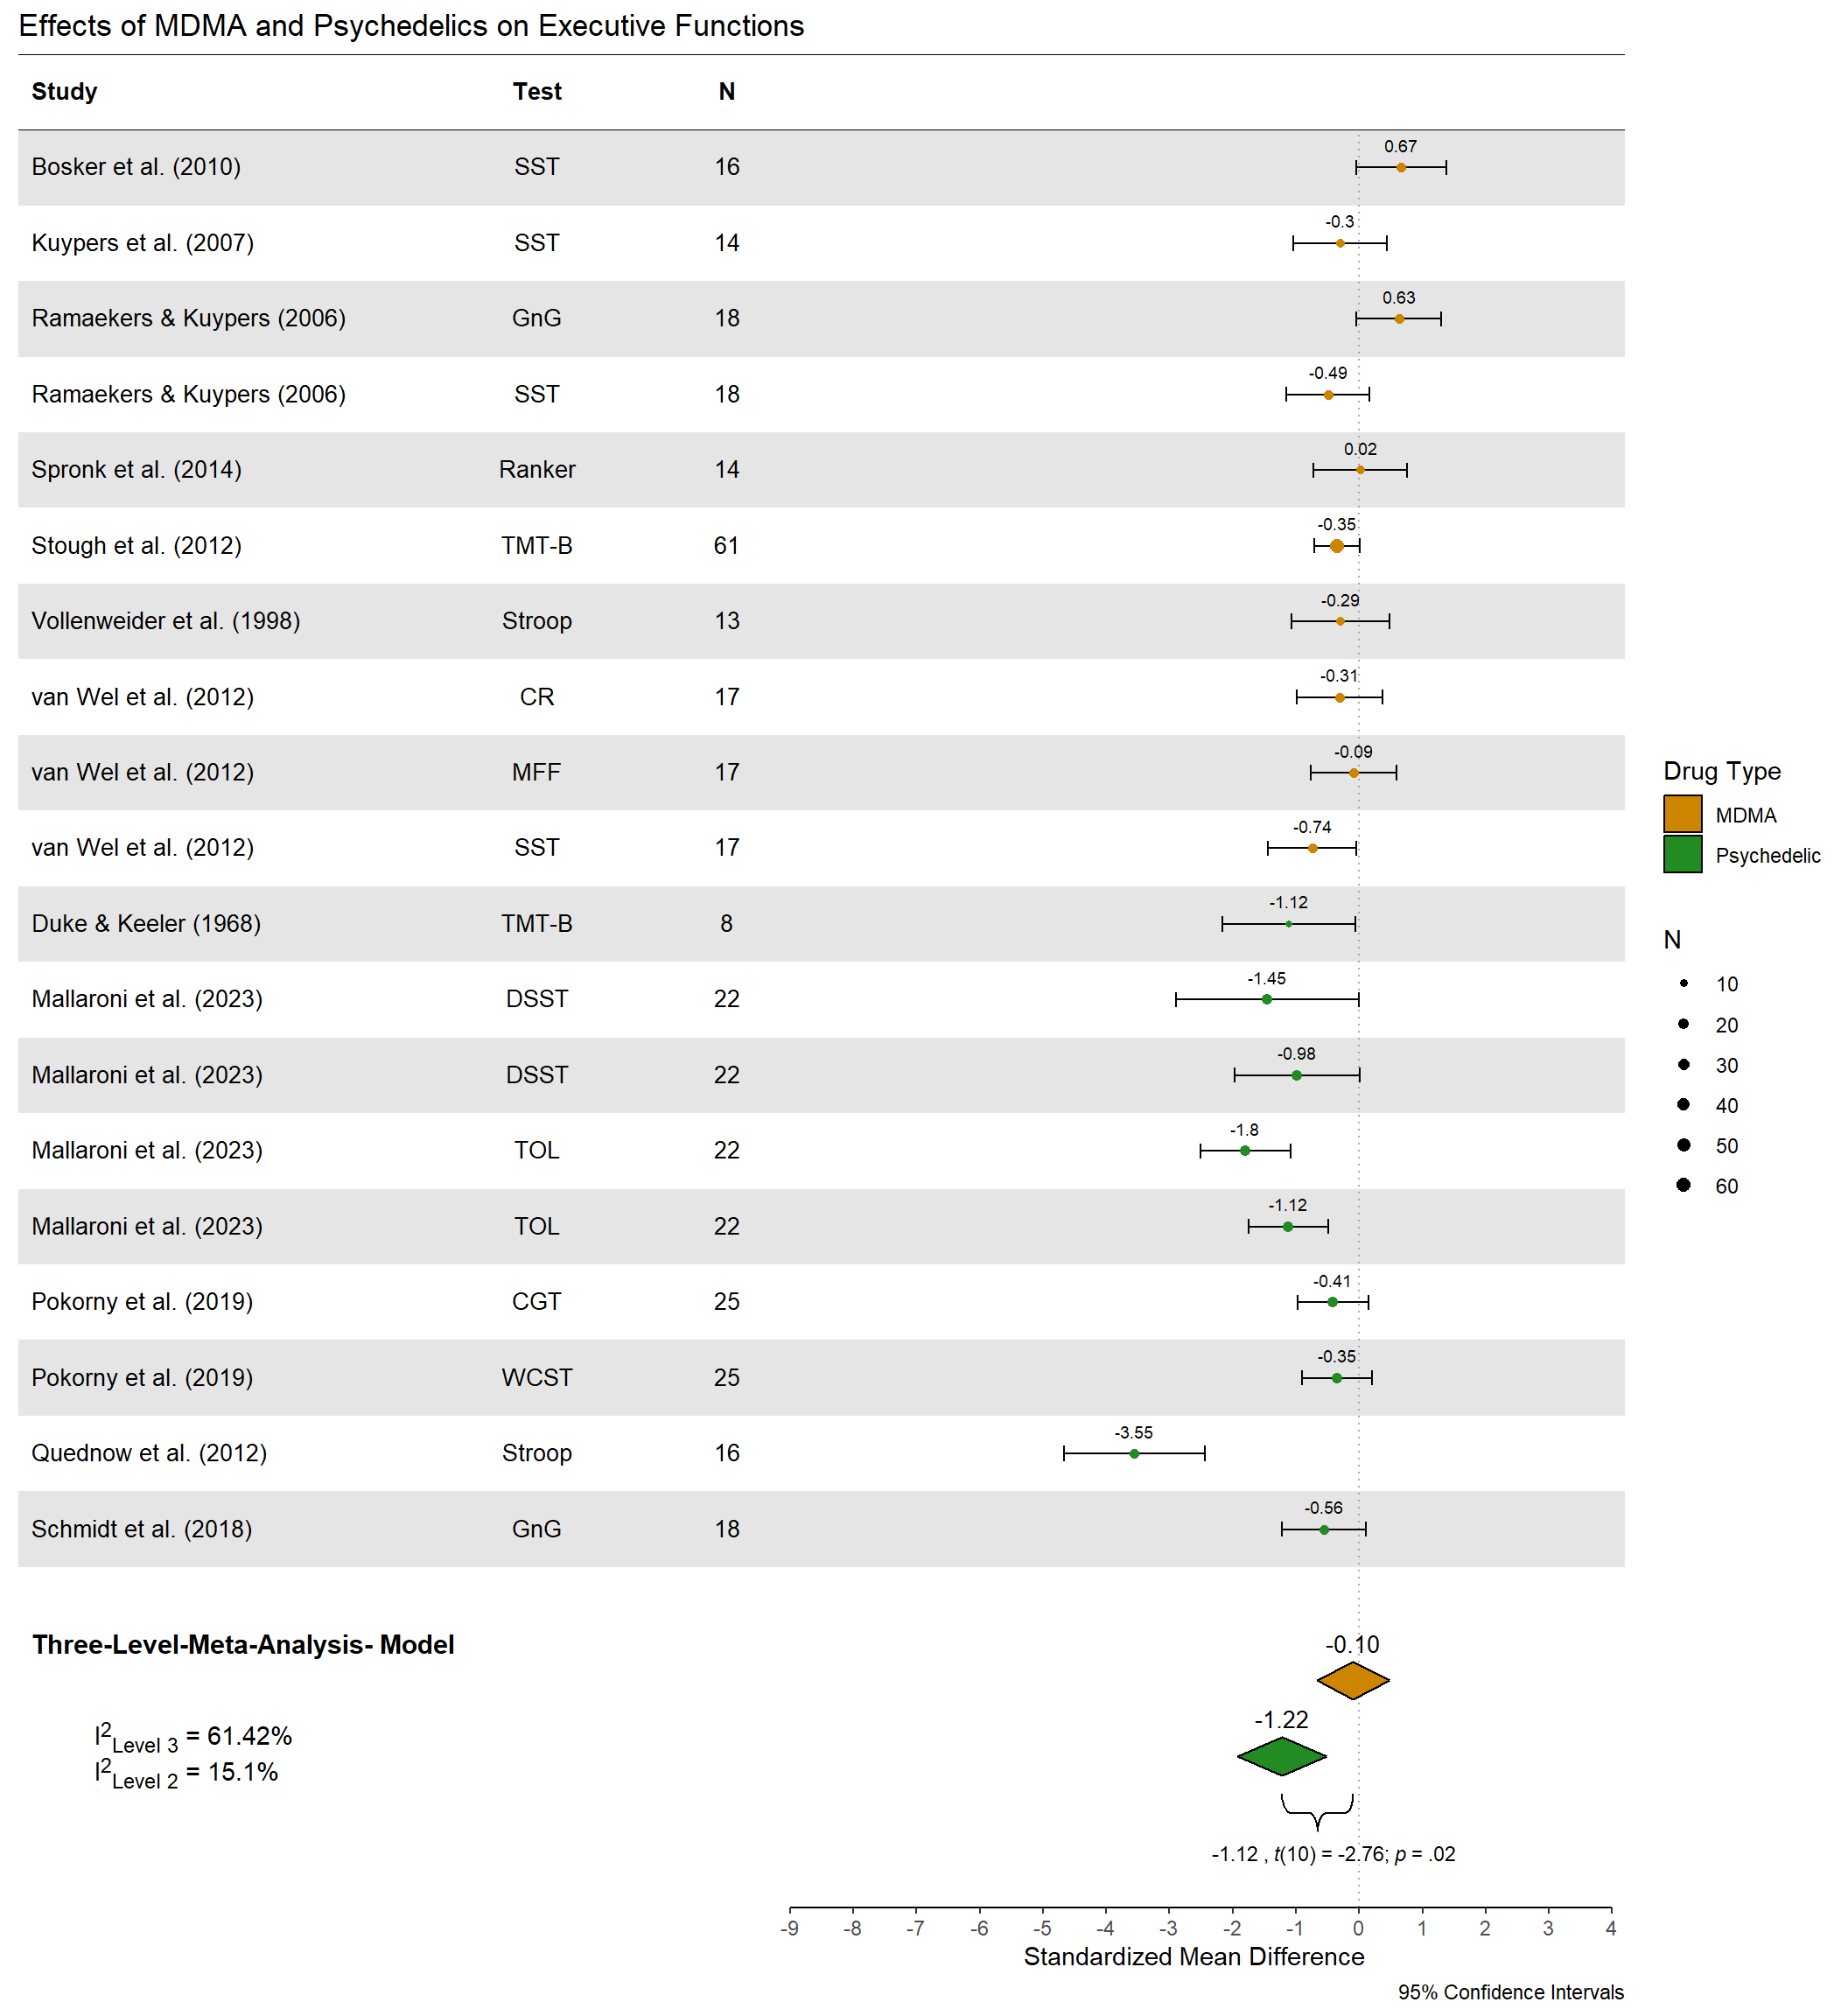 Effects of MDMA and Psychedelics on Executive Functions
Study Test N
Bosker et al. (2010) SST 16 0.67
Kuypers et al. (2007) SST 14 -0.3
Ramaekers & Kuypers (2006) GnG 18 0.63
Ramaekers & Kuypers (2006) SST 18 -0.49
Spronk et al. (2014) Ranker 14 0.02
Stough et al. (2012) TMT-B 61 -0.35
Vollenweider et al. (1998) Stroop 13 -0.29
van Wel et al. (2012) CR 17 -0.31
van Wel et al. (2012) MFF 17 -0.09
van Wel et al. (2012) SST 17 -0.74
Duke & Keeler (1968) TMT-B 8 -1.12
Mallaroni et al. (2023) DSST 22 -1.45
Mallaroni et al. (2023) DSST 22 -0.98
Mallaroni et al. (2023) TOL 22 -1.8
Mallaroni et al. (2023) TOL 22 -1.12
Pokorny et al. (2019) CGT 25 -0.41
Pokorny et al. (2019) WCST 25 -0.35
Quednow et al. (2012) Stroop 16 -3.55
Schmidt et al. (2018) GnG 18 -0.56
Three-Level-Meta-Analysis- Model -0.10
-1.22
I²Level 3 = 61.42%
I²Level 2 = 15.1%
-1.12 , t(10) = -2.76; p = .02
-9 -8 -7 -6 -5 -4 -3 -2 -1 0 1 2 3 4
Standardized Mean Difference
95% Confidence Intervals
Drug Type
MDMA
Psychedelic
N
10
20
30
40
50
60